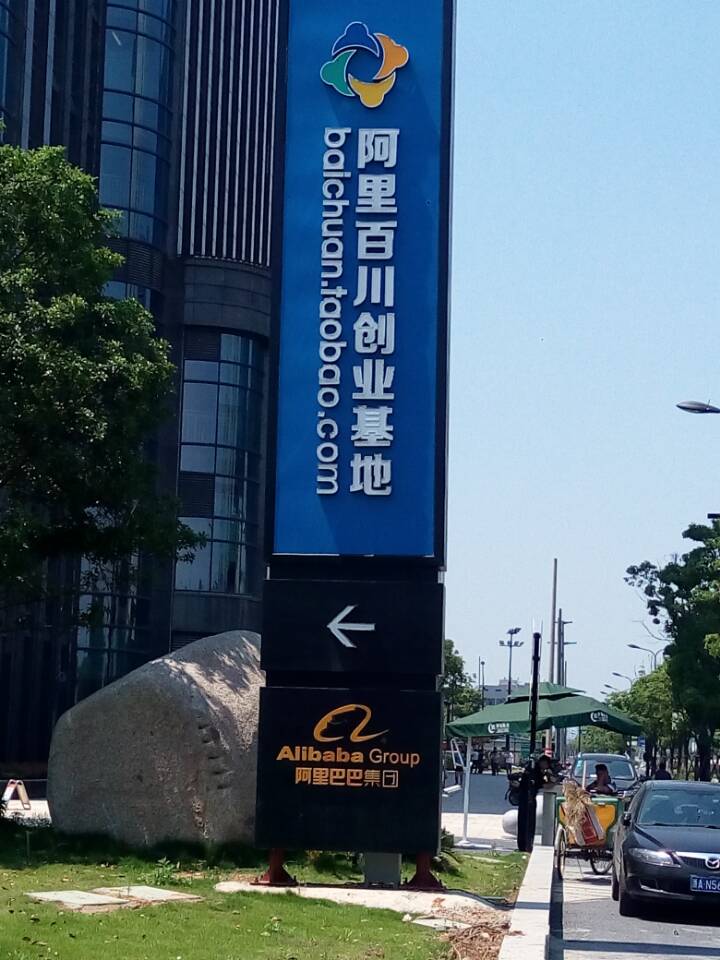 阿里百川创业基地
baichuan.taobao.com
Alibaba Group
阿里巴巴集团